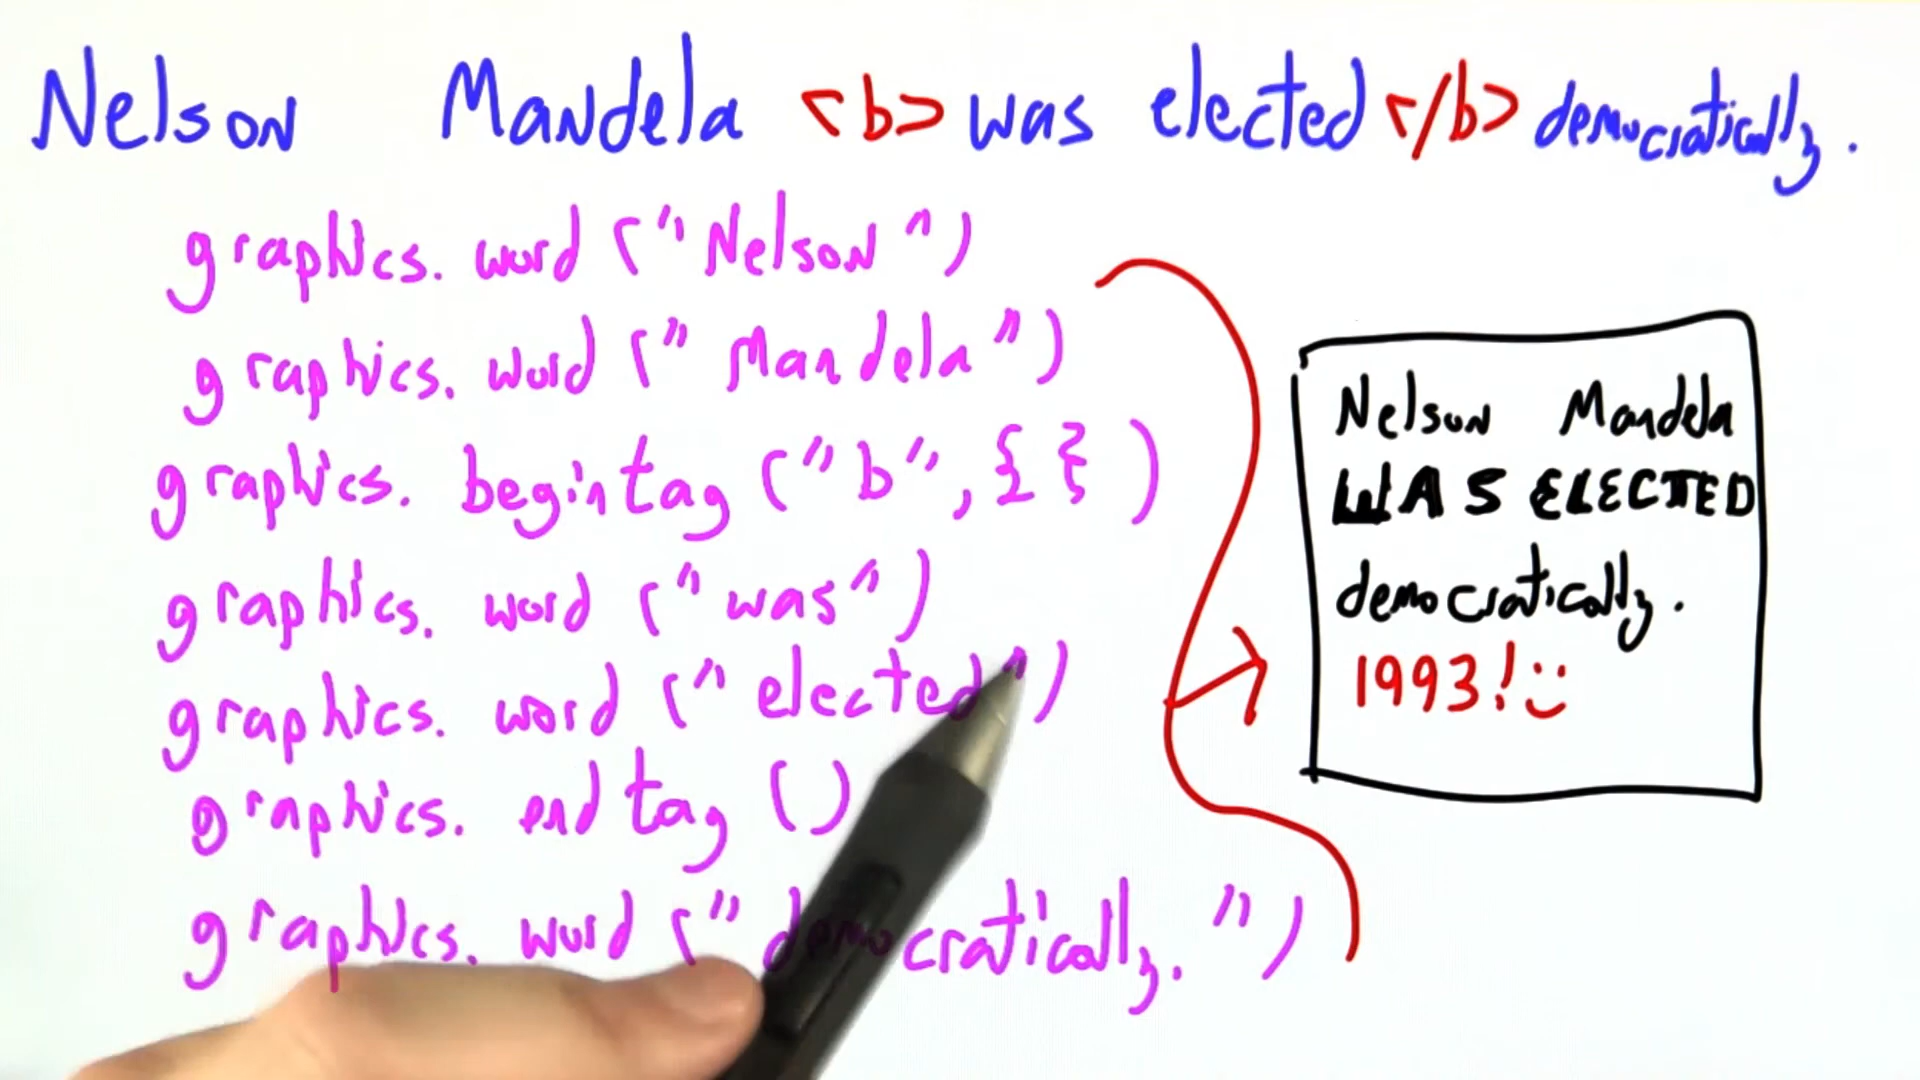 Nelson Mandela <b> was elected </b> democratically.
graphics.word("Nelson")
graphics.word("Mandela")
graphics.begintag("b",{})
graphics.word("was")
graphics.word("elected")
graphics.endtag()
graphics.word("democratically.")
Nelson Mandela
WAS ELECTED
democratically.
1993! :)